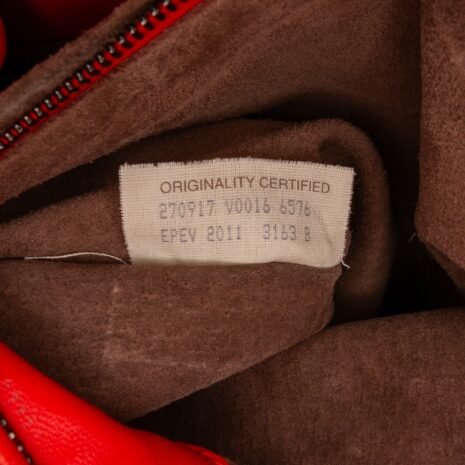 ORIGINALITY CERTIFIED
270917 V0016 6576
EPEV 2011 3163 B